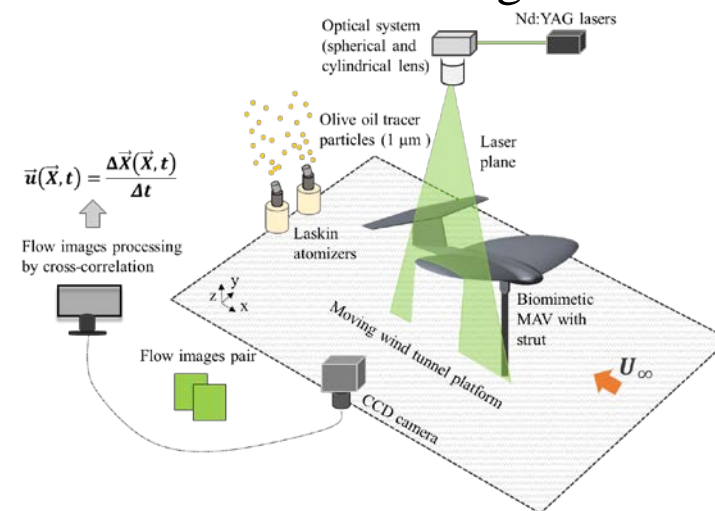 Nd:YAG lasers
Optical system
(spherical and
cylindrical lens)
Olive oil tracer
particles (1 μm )
Laser
plane
u⃗(X⃗, t) = ΔX⃗(X⃗, t) / Δt
Flow images processing
by cross-correlation
Laskin
atomizers
y
z
x
Biomimetic
MAV with
strut
Moving wind tunnel platform
U∞
Flow images pair
CCD camera